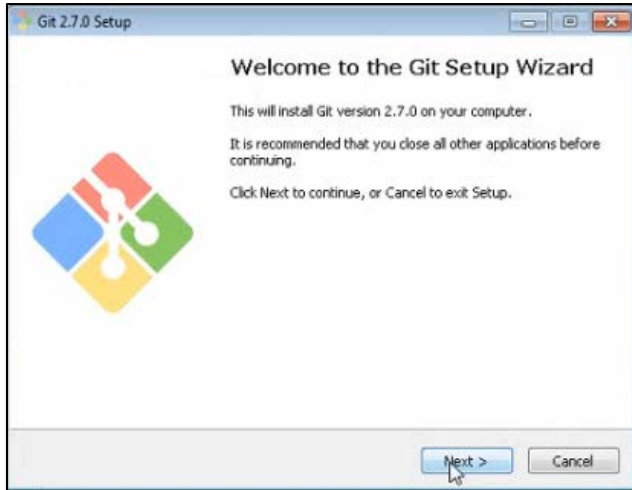 Git 2.7.0 Setup
Welcome to the Git Setup Wizard
This will install Git version 2.7.0 on your computer.
It is recommended that you close all other applications before
continuing.
Click Next to continue, or Cancel to exit Setup.
Next >
Cancel